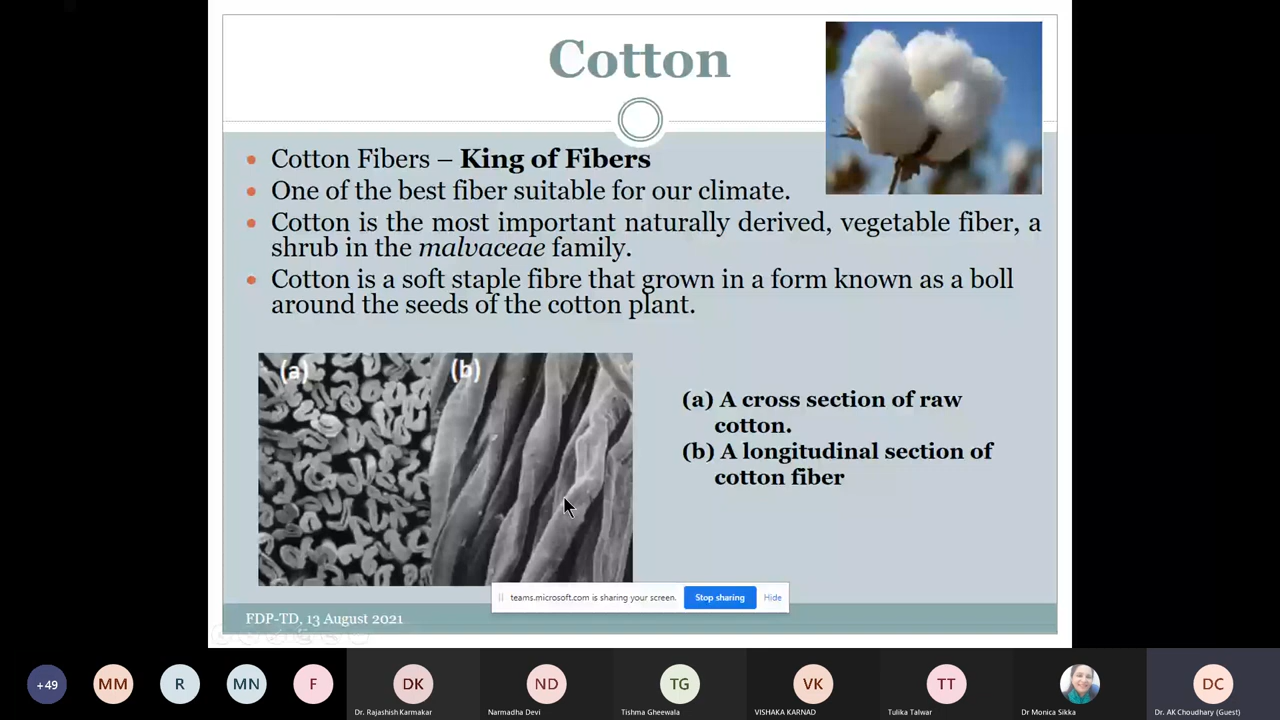 Cotton
Cotton Fibers – King of Fibers
One of the best fiber suitable for our climate.
Cotton is the most important naturally derived, vegetable fiber, a
shrub in the malvaceae family.
Cotton is a soft staple fibre that grown in a form known as a boll
around the seeds of the cotton plant.
(a) (b)
(a) A cross section of raw
cotton.
(b) A longitudinal section of
cotton fiber
teams.microsoft.com is sharing your screen. Stop sharing Hide
FDP-TD, 13 August 2021
+49 MM R MN F DK ND TG VK TT DC
Dr. Rajashish Karmakar Narmadha Devi Tishma Gheewala VISHAKA KARNAD Tulika Talwar Dr Monica Sikka Dr. AK Choudhary (Guest)